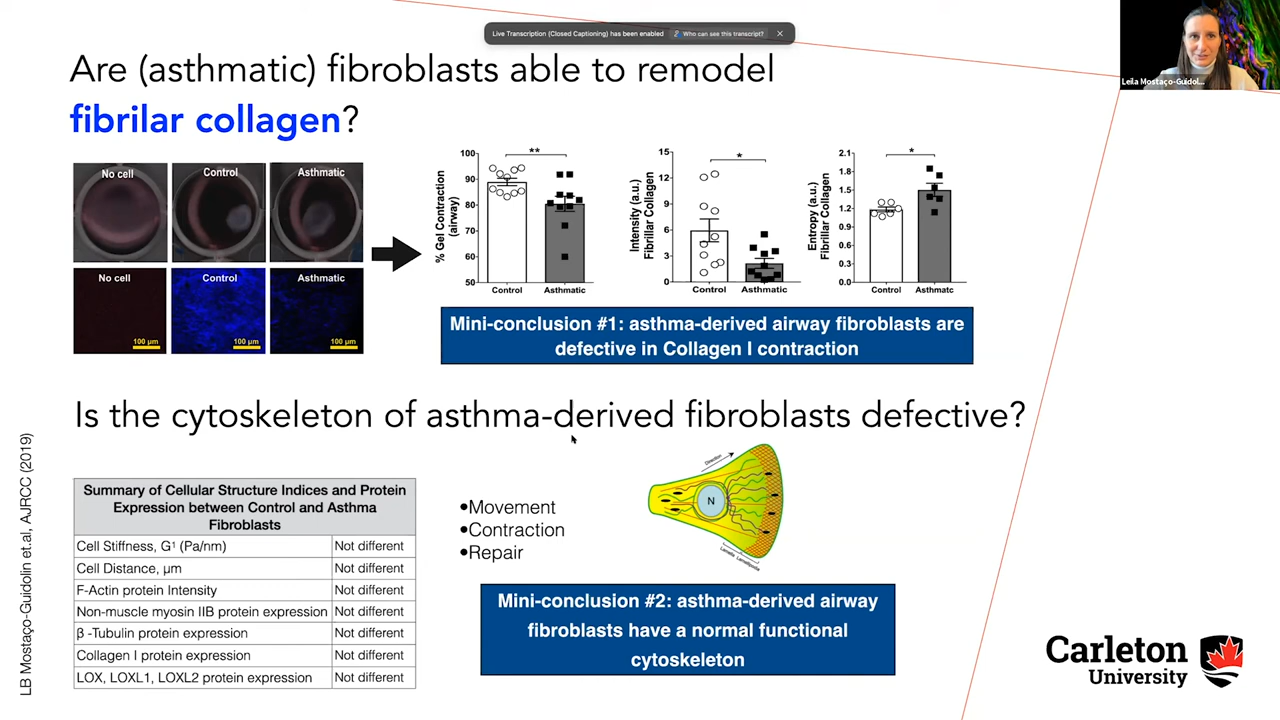 Live Transcription (Closed Captioning) has been enabled
Who can see this transcript?
Leila Mostaço-Guidol...
Are (asthmatic) fibroblasts able to remodel
fibrilar collagen?
No cell
Control
Asthmatic
No cell
Control
Asthmatic
100 µm
100 µm
100 µm
% Gel Contraction
(airway)
100
90
80
70
60
50
**
Control
Asthmatic
Intensity (a.u.)
Fibrillar Collagen
15
12
9
6
3
0
*
Control
Asthmatic
Entropy (a.u.)
Fibrillar Collagen
2.1
1.8
1.5
1.2
0.9
0.6
0.3
0.0
*
Control
Asthmatc
Mini-conclusion #1: asthma-derived airway fibroblasts are
defective in Collagen I contraction
Is the cytoskeleton of asthma-derived fibroblasts defective?
LB Mostaço-Guidolin et.al, AJRCC (2019)
Summary of Cellular Structure Indices and Protein
Expression between Control and Asthma
Fibroblasts
Cell Stiffness, G¹ (Pa/nm) Not different
Cell Distance, µm Not different
F-Actin protein Intensity Not different
Non-muscle myosin IIB protein expression Not different
β -Tubulin protein expression Not different
Collagen I protein expression Not different
LOX, LOXL1, LOXL2 protein expression Not different
•Movement
•Contraction
•Repair
Direction
N
Lamella
Lamellipodia
Mini-conclusion #2: asthma-derived airway
fibroblasts have a normal functional
cytoskeleton
Carleton
University